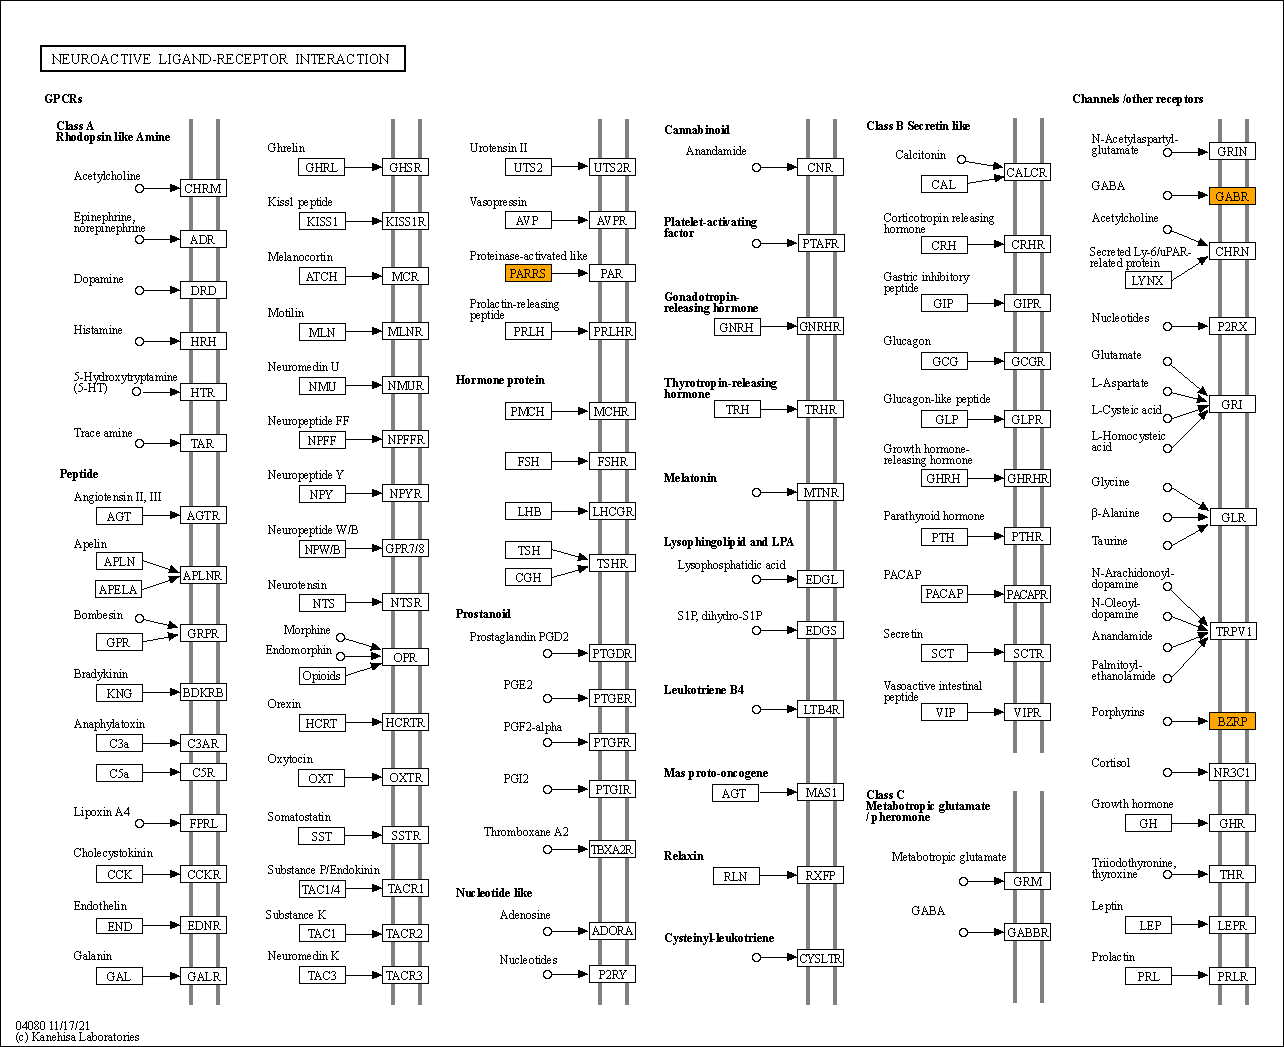 NEUROACTIVE LIGAND-RECEPTOR INTERACTION
GPCRs
Class A
Rhodopsin like Amine
Acetylcholine
CHRM
Epinephrine,
norepinephrine
ADR
Dopamine
DRD
Histamine
HRH
5-Hydroxytryptamine
(5-HT)
HTR
Trace amine
TAR
Peptide
Angiotensin II, III
AGT
AGTR
Apelin
APLN
APELA
APLNR
Bombesin
GPR
GRPR
Bradykinin
KNG
BDKRB
Anaphylatoxin
C3a
C3AR
C5a
C5R
Lipoxin A4
FPRL
Cholecystokinin
CCK
CCKR
Endothelin
END
EDNR
Galanin
GAL
GALR
Ghrelin
GHRL
GHSR
Kiss1 peptide
KISS1
KISS1R
Melanocortin
ATCH
MCR
Motilin
MLN
MLNR
Neuromedin U
NMU
NMUR
Neuropeptide FF
NPFF
NPFFR
Neuropeptide Y
NPY
NPYR
Neuropeptide W/B
NPW/B
GPR7/8
Neurotensin
NTS
NTSR
Morphine
Endomorphin
Opioids
OPR
Orexin
HCRT
HCRTR
Oxytocin
OXT
OXTR
Somatostatin
SST
SSTR
Substance P/Endokinin
TAC1/4
TACR1
Substance K
TAC1
TACR2
Neuromedin K
TAC3
TACR3
Urotensin II
UTS2
UTS2R
Vasopressin
AVP
AVPR
Proteinase-activated like
PARRS
PAR
Prolactin-releasing
peptide
PRLH
PRLHR
Hormone protein
PMCH
MCHR
FSH
FSHR
LHB
LHCGR
TSH
CGH
TSHR
Prostanoid
Prostaglandin PGD2
PTGDR
PGE2
PTGER
PGF2-alpha
PTGFR
PGI2
PTGIR
Thromboxane A2
TBXA2R
Nucleotide like
Adenosine
ADORA
Nucleotides
P2RY
Cannabinoid
Anandamide
CNR
Platelet-activating
factor
PTAFR
Gonadotropin-
releasing hormone
GNRH
GNRHR
Thyrotropin-releasing
hormone
TRH
TRHR
Melatonin
MTNR
Lysophingolipid and LPA
Lysophosphatidic acid
EDGL
S1P, dihydro-S1P
EDGS
Leukotriene B4
LTB4R
Mas proto-oncogene
AGT
MAS1
Relaxin
RLN
RXFP
Cysteinyl-leukotriene
CYSLTR
Class B Secretin like
Calcitonin
CAL
CALCR
Corticotropin releasing
hormone
CRH
CRHR
Gastric inhibitory
peptide
GIP
GIPR
Glucagon
GCG
GCGR
Glucagon-like peptide
GLP
GLPR
Growth hormone-
releasing hormone
GHRH
GHRHR
Parathyroid hormone
PTH
PTHR
PACAP
PACAP
PACAPR
Secretin
SCT
SCTR
Vasoactive intestinal
peptide
VIP
VIPR
Class C
Metabotropic glutamate
/ pheromone
Metabotropic glutamate
GRM
GABA
GABBR
Channels /other receptors
N-Acetylaspartyl-
glutamate
GRIN
GABA
GABR
Acetylcholine
CHRN
Secreted Ly-6/uPAR-
related protein
LYNX
Nucleotides
P2RX
Glutamate
L-Aspartate
GRI
L-Cysteic acid
L-Homocysteic
acid
Glycine
β-Alanine
GLR
Taurine
N-Arachidonoyl-
dopamine
N-Oleoyl-
dopamine
TRPV1
Anandamide
Palmitoyl-
ethanolamide
Porphyrins
BZRP
Cortisol
NR3C1
Growth hormone
GH
GHR
Triiodothyronine,
thyroxine
THR
Leptin
LEP
LEPR
Prolactin
PRL
PRLR
04080 11/17/21
(c) Kanehisa Laboratories